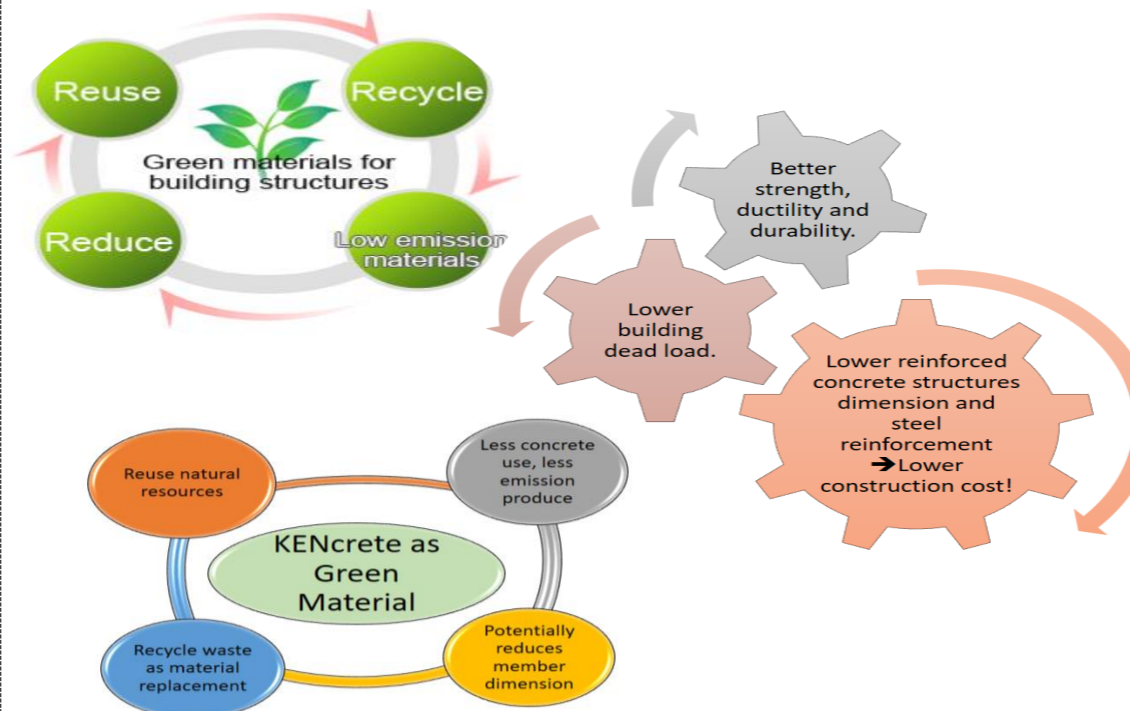 Reuse
Recycle
Green materials for
building structures
Reduce
Low emission
materials
Better
strength,
ductility and
durability.
Lower
building
dead load.
Lower reinforced
concrete structures
dimension and
steel
reinforcement
➔Lower
construction cost!
Reuse natural
resources
Less concrete
use, less
emission
produce
KENcrete as
Green
Material
Recycle waste
as material
replacement
Potentially
reduces
member
dimension